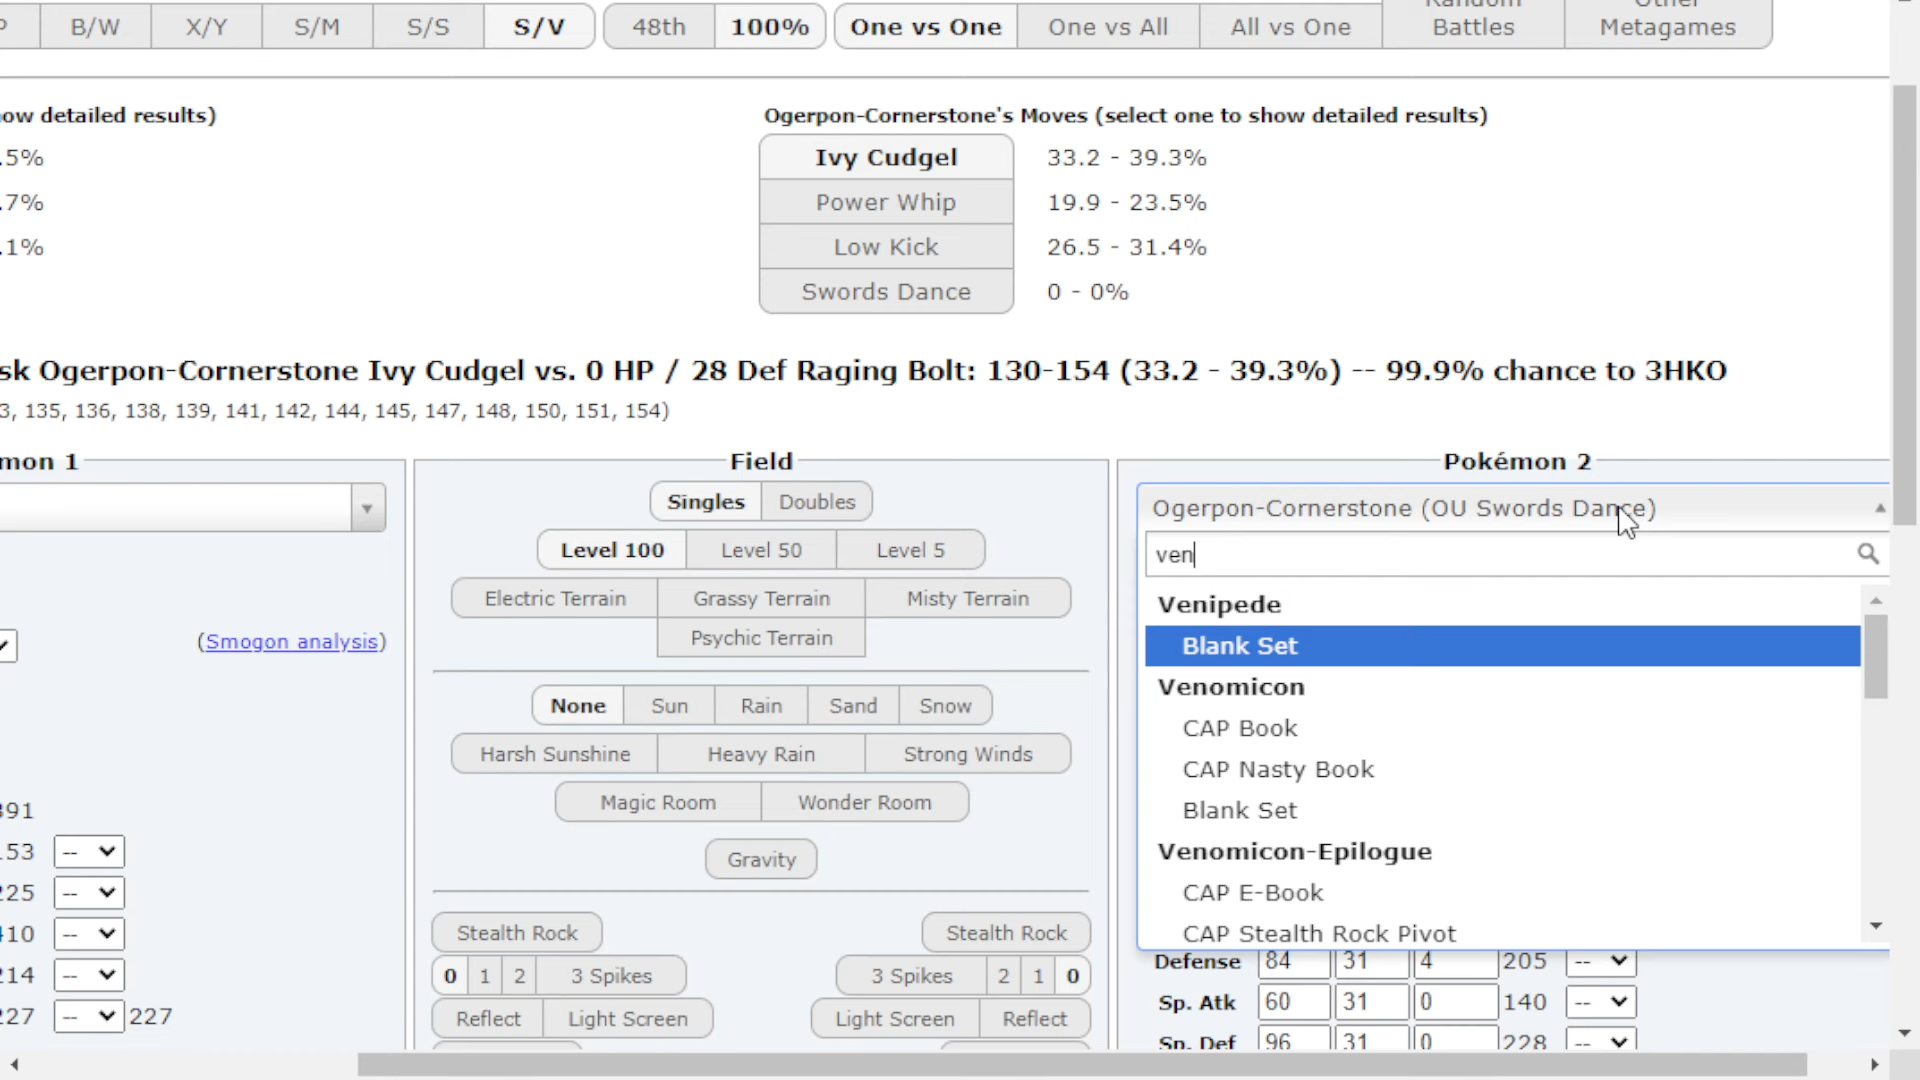 P B/W X/Y S/M S/S S/V 48th 100% One vs One One vs All All vs One Random Battles Other Metagames
ow detailed results)
.5%
.7%
.1%
Ogerpon-Cornerstone's Moves (select one to show detailed results)
Ivy Cudgel 33.2 - 39.3%
Power Whip 19.9 - 23.5%
Low Kick 26.5 - 31.4%
Swords Dance 0 - 0%
sk Ogerpon-Cornerstone Ivy Cudgel vs. 0 HP / 28 Def Raging Bolt: 130-154 (33.2 - 39.3%) -- 99.9% chance to 3HKO
3, 135, 136, 138, 139, 141, 142, 144, 145, 147, 148, 150, 151, 154)
mon 1
(Smogon analysis)
391
153 --
225 --
410 --
214 --
227 -- 227
Field
Singles Doubles
Level 100 Level 50 Level 5
Electric Terrain Grassy Terrain Misty Terrain
Psychic Terrain
None Sun Rain Sand Snow
Harsh Sunshine Heavy Rain Strong Winds
Magic Room Wonder Room
Gravity
Stealth Rock Stealth Rock
0 1 2 3 Spikes 3 Spikes 2 1 0
Reflect Light Screen Light Screen Reflect
Pokémon 2
Ogerpon-Cornerstone (OU Swords Dance)
ven
Venipede
Blank Set
Venomicon
CAP Book
CAP Nasty Book
Blank Set
Venomicon-Epilogue
CAP E-Book
CAP Stealth Rock Pivot
Defense 84 31 4 205 --
Sp. Atk 60 31 0 140 --
Sp. Def 96 31 0 228 --